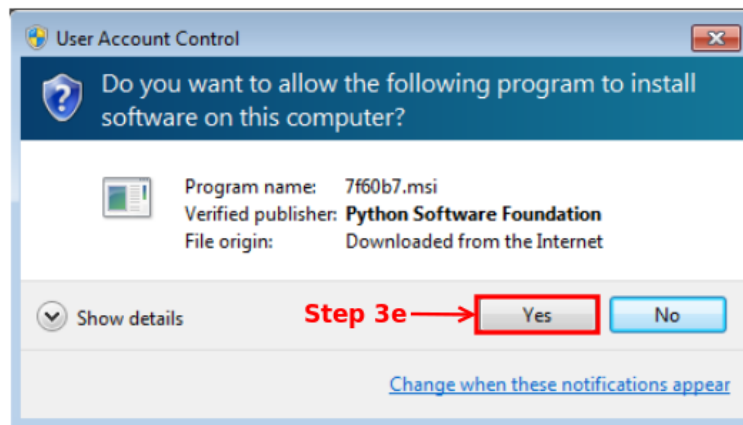 User Account Control
Do you want to allow the following program to install
software on this computer?
Program name: 7f60b7.msi
Verified publisher: Python Software Foundation
File origin: Downloaded from the Internet
Show details Step 3e Yes No
Change when these notifications appear